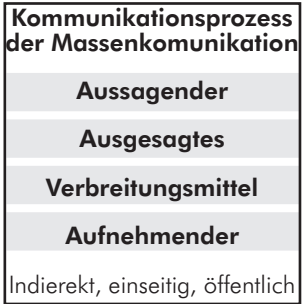 Kommunikationsprozess
der Massenkomunikation
Aussagender
Ausgesagtes
Verbreitungsmittel
Aufnehmender
Indierekt, einseitig, öffentlich